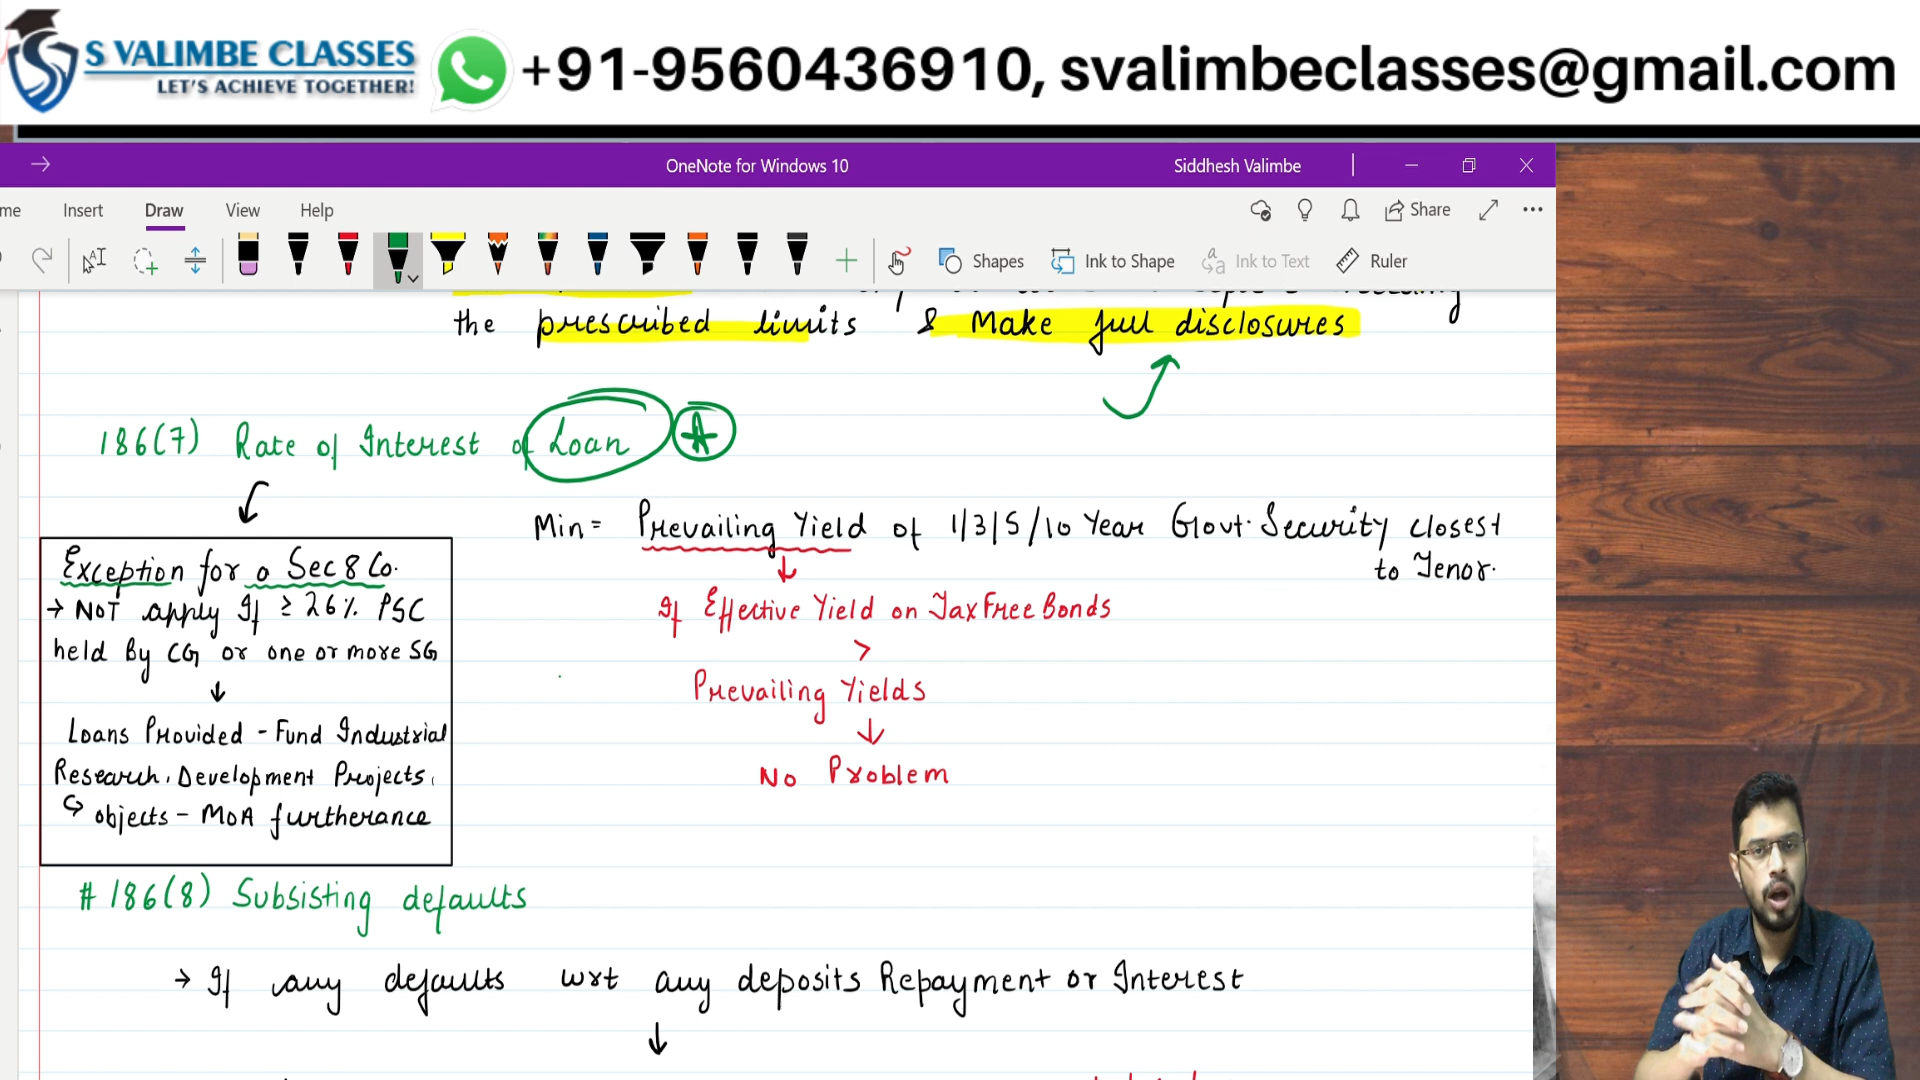 S VALIMBE CLASSES
LET'S ACHIEVE TOGETHER!
+91-9560436910, svalimbeclasses@gmail.com
OneNote for Windows 10
Siddhesh Valimbe
me Insert Draw View Help
Share
Shapes Ink to Shape Ink to Text Ruler
the prescribed limits & Make full disclosures
186(7) Rate of Interest of Loan
Min = Prevailing Yield of 1/3/5/10 Year Govt. Security closest
to Tenor.
If Effective Yield on Tax Free Bonds
>
Prevailing Yields
↓
No Problem
Exception for a Sec 8 Co.
→ NOT apply If ≥ 26% PSC
held By CG or one or more SG
↓
Loans Provided - Fund Industrial
Research, Development Projects,
objects - MOA furtherance
# 186(8) Subsisting defaults
→ If any defaults wrt any deposits Repayment or Interest
↓